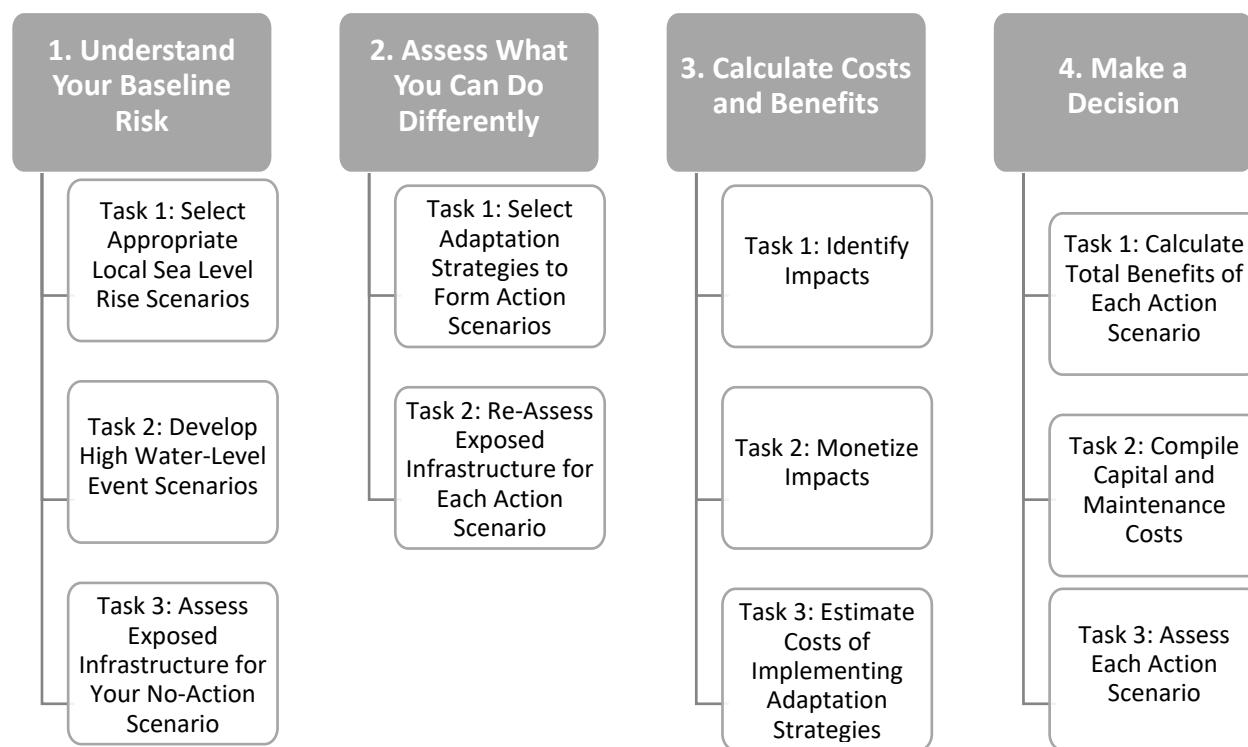 1. Understand
Your Baseline
Risk
Task 1: Select
Appropriate
Local Sea Level
Rise Scenarios
Task 2: Develop
High Water-Level
Event Scenarios
Task 3: Assess
Exposed
Infrastructure for
Your No-Action
Scenario
2. Assess What
You Can Do
Differently
Task 1: Select
Adaptation
Strategies to
Form Action
Scenarios
Task 2: Re-Assess
Exposed
Infrastructure for
Each Action
Scenario
3. Calculate Costs
and Benefits
Task 1: Identify
Impacts
Task 2: Monetize
Impacts
Task 3: Estimate
Costs of
Implementing
Adaptation
Strategies
4. Make a
Decision
Task 1: Calculate
Total Benefits of
Each Action
Scenario
Task 2: Compile
Capital and
Maintenance
Costs
Task 3: Assess
Each Action
Scenario